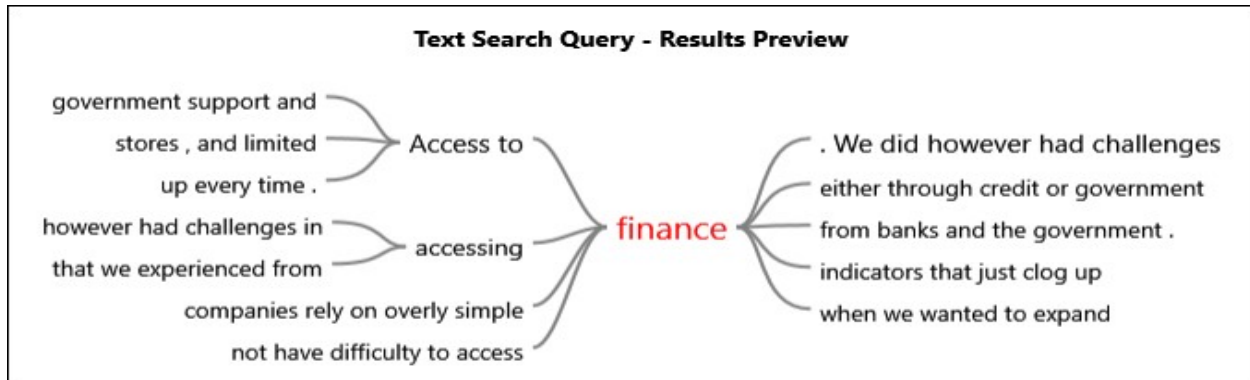 Text Search Query - Results Preview
government support and
stores , and limited
up every time .
Access to
however had challenges in
that we experienced from
accessing
companies rely on overly simple
not have difficulty to access
finance
. We did however had challenges
either through credit or government
from banks and the government .
indicators that just clog up
when we wanted to expand